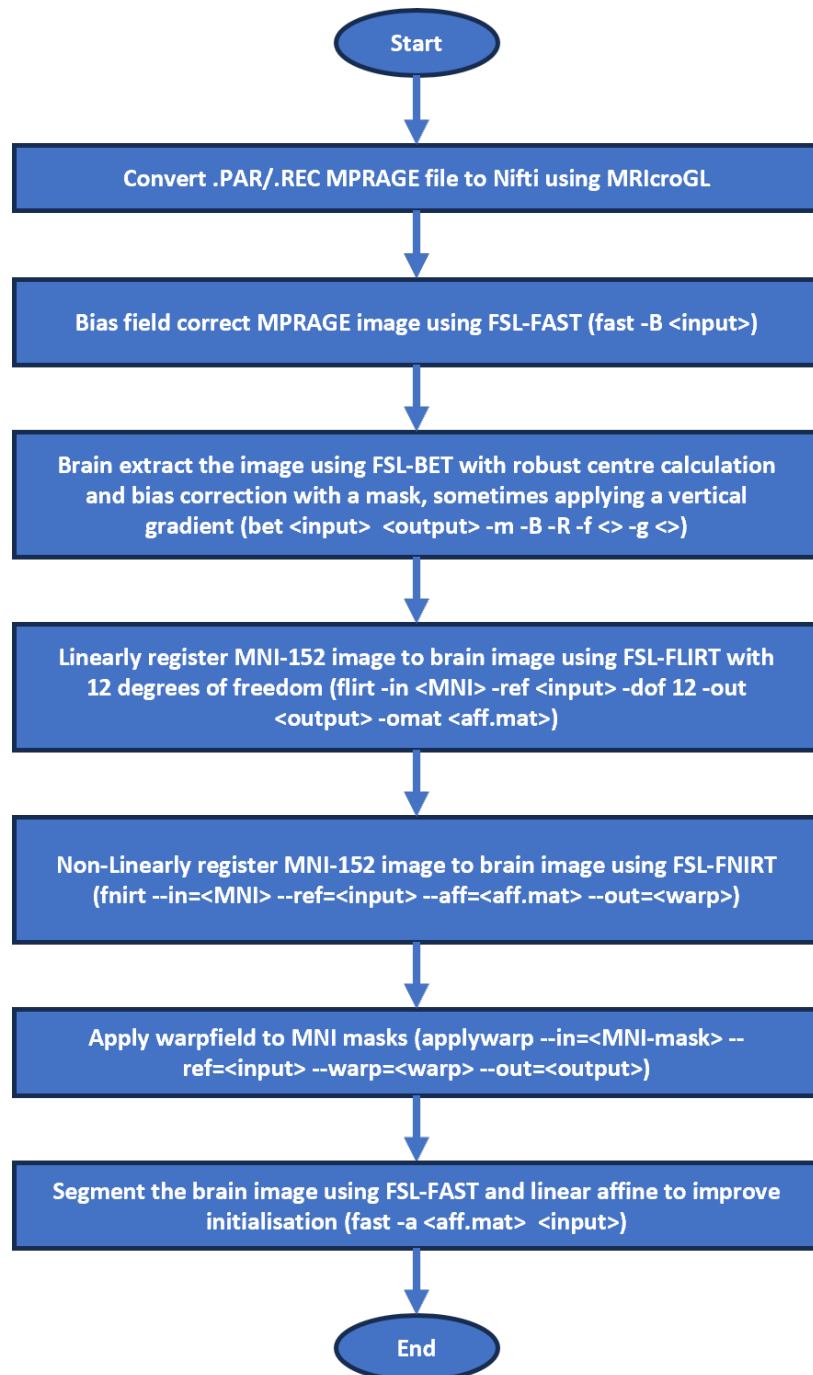 Start
Convert .PAR/.REC MPRAGE file to Nifti using MRIcroGL
Bias field correct MPRAGE image using FSL-FAST (fast -B <input>)
Brain extract the image using FSL-BET with robust centre calculation
and bias correction with a mask, sometimes applying a vertical
gradient (bet <input>  <output> -m -B -R -f <> -g <>)
Linearly register MNI-152 image to brain image using FSL-FLIRT with
12 degrees of freedom (flirt -in <MNI> -ref <input> -dof 12 -out
<output> -omat <aff.mat>)
Non-Linearly register MNI-152 image to brain image using FSL-FNIRT
(fnirt --in=<MNI> --ref=<input> --aff=<aff.mat> --out=<warp>)
Apply warpfield to MNI masks (applywarp --in=<MNI-mask> --
ref=<input> --warp=<warp> --out=<output>)
Segment the brain image using FSL-FAST and linear affine to improve
initialisation (fast -a <aff.mat>  <input>)
End